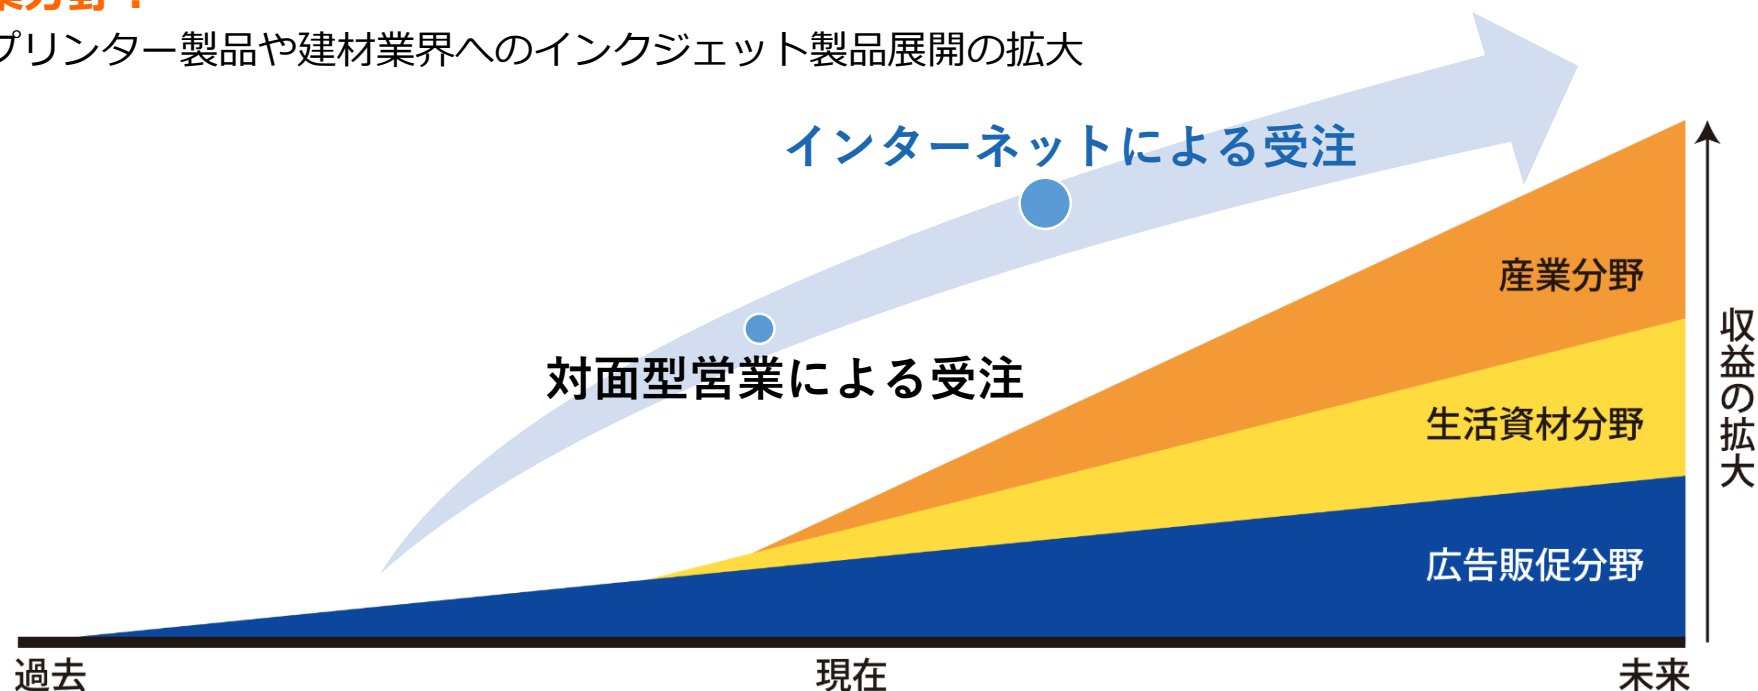 業分野：
プリンター製品や建材業界へのインクジェット製品展開の拡大
インターネットによる受注
対面型営業による受注
産業分野
生活資材分野
広告販促分野
収益の拡大
過去
現在
未来